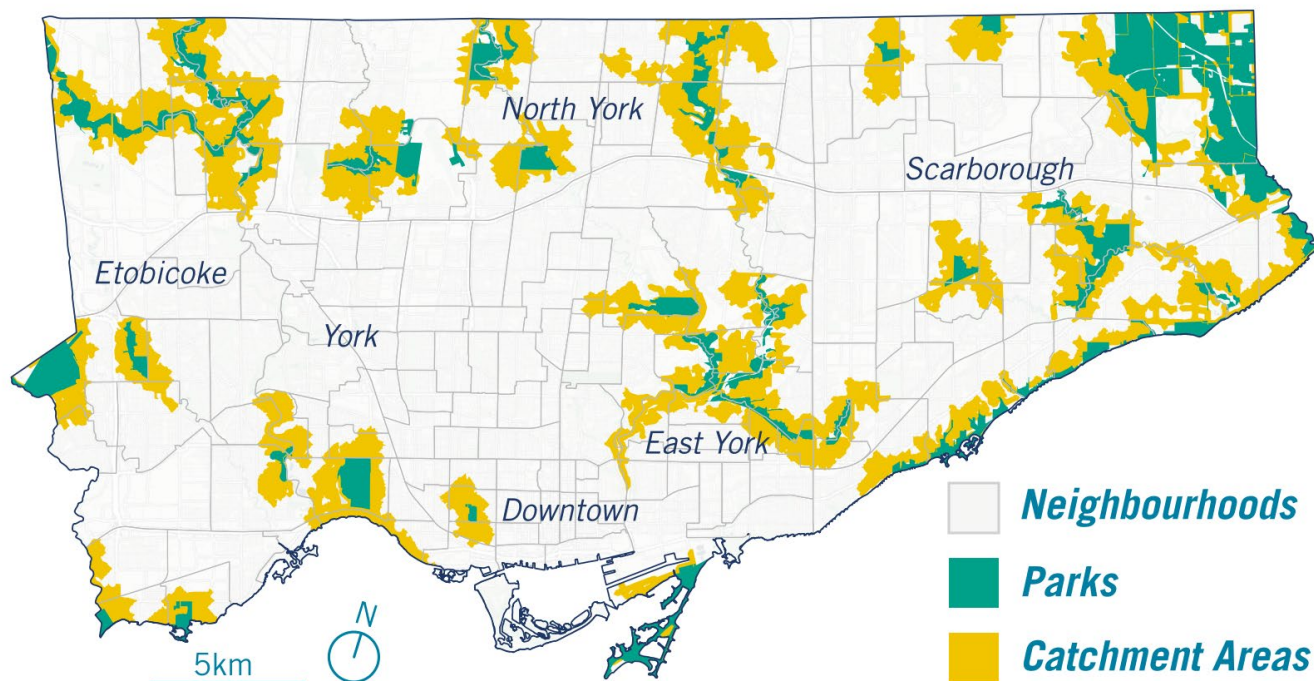 North York
Scarborough
Etobicoke
York
East York
Downtown
Neighbourhoods
Parks
Catchment Areas
N
5km